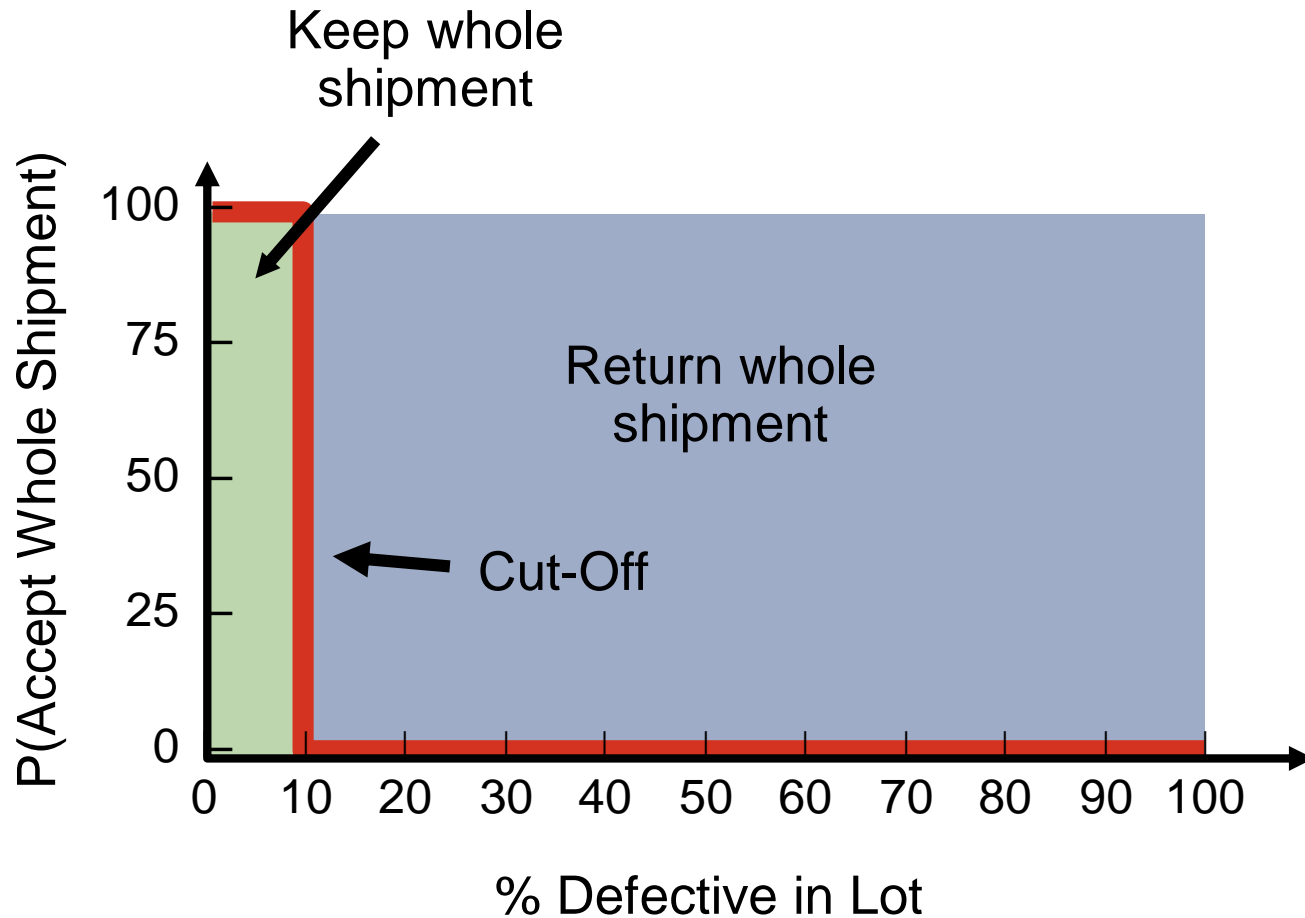 Keep whole
shipment
P(Accept Whole Shipment)
100
75
50
25
0
Return whole
shipment
Cut-Off
0 10 20 30 40 50 60 70 80 90 100
% Defective in Lot